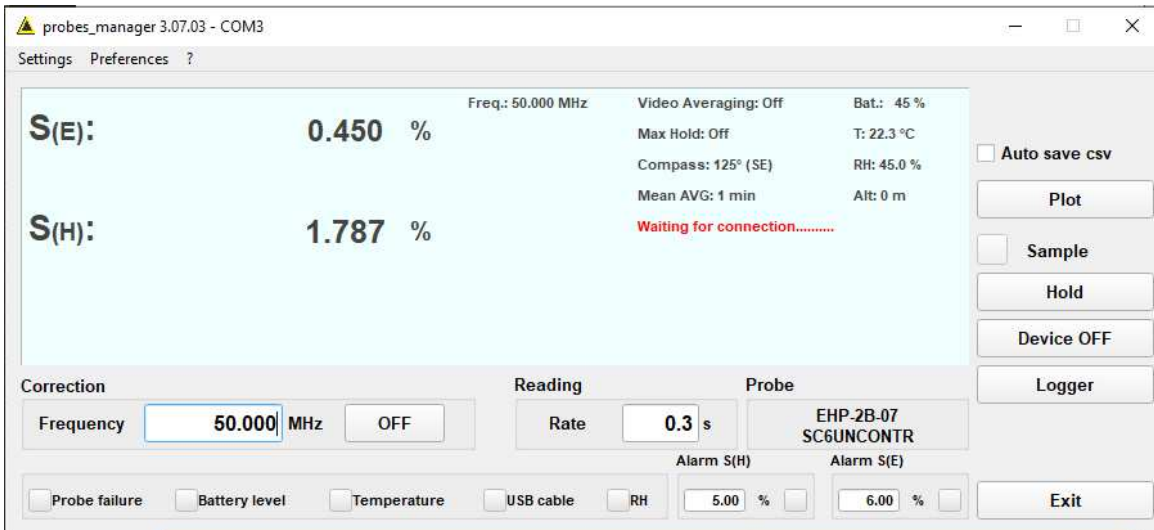 probes_manager 3.07.03 - COM3
Settings Preferences ?
S(E): 0.450 %
Freq.: 50.000 MHz
Video Averaging: Off
Bat.: 45 %
Max Hold: Off
T: 22.3 °C
Compass: 125° (SE)
RH: 45.0 %
Mean AVG: 1 min
Alt: 0 m
S(H): 1.787 %
Waiting for connection..........
Auto save csv
Plot
Sample
Hold
Device OFF
Logger
Correction
Frequency 50.000 MHz OFF
Reading
Rate 0.3 s
Probe
EHP-2B-07
SC6UNCONTR
Alarm S(H)
Alarm S(E)
Probe failure
Battery level
Temperature
USB cable
RH
5.00 %
6.00 %
Exit